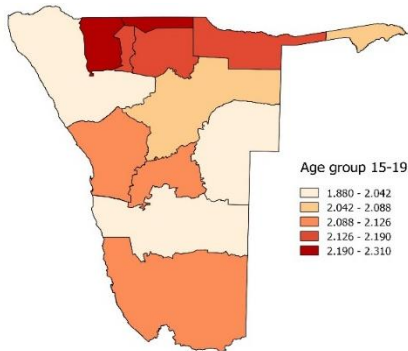 Age group 15-19
1.880 - 2.042
2.042 - 2.088
2.088 - 2.126
2.126 - 2.190
2.190 - 2.310